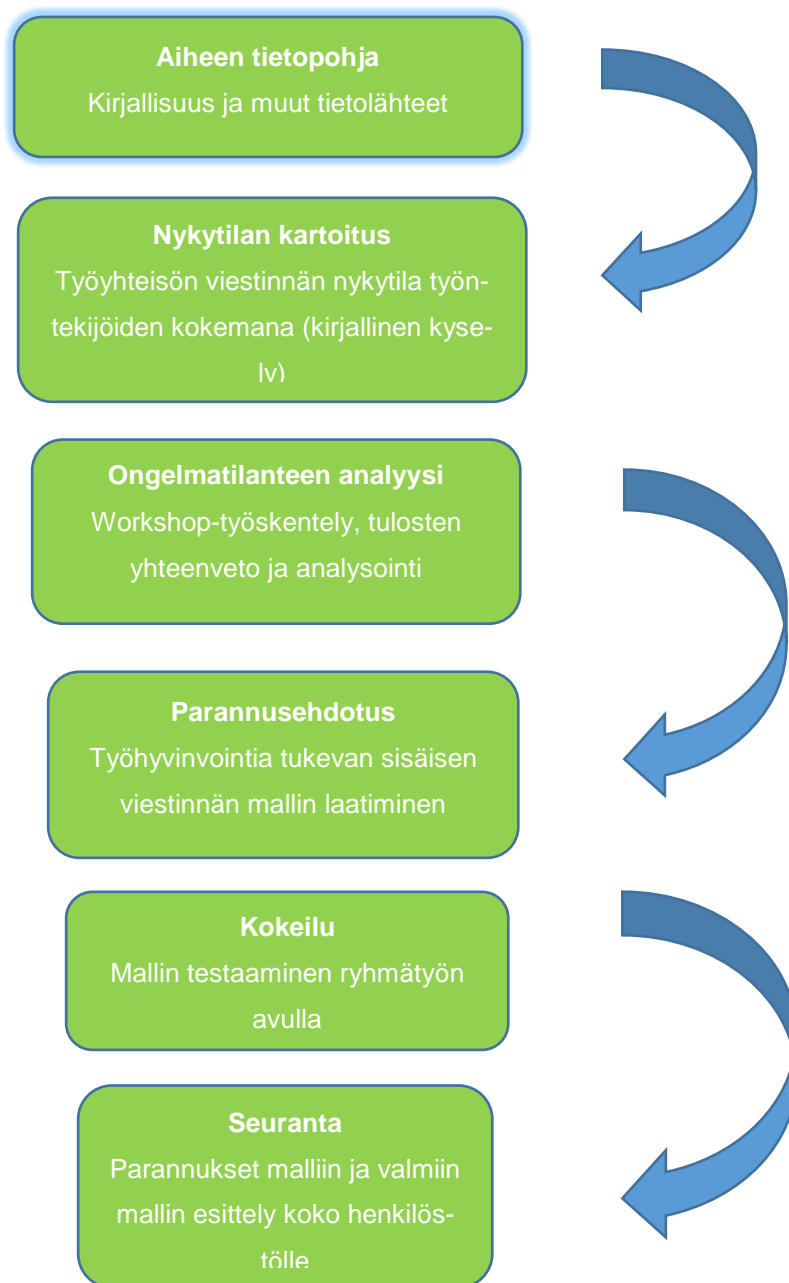 Aiheen tietopohja
Kirjallisuus ja muut tietolähteet
Nykytilan kartoitus
Työyhteisön viestinnän nykytila työn-
tekijöiden kokemana (kirjallinen kyse-
ly)
Ongelmatilanteen analyysi
Workshop-työskentely, tulosten
yhteenveto ja analysointi
Parannusehdotus
Työhyvinvointia tukevan sisäisen
viestinnän mallin laatiminen
Kokeilu
Mallin testaaminen ryhmätyön
avulla
Seuranta
Parannukset malliin ja valmiin
mallin esittely koko henkilös-
tölle